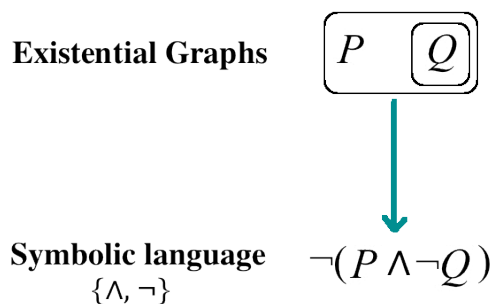 Existential Graphs P Q
Symbolic language ¬(P ∧ ¬Q)
{∧, ¬}